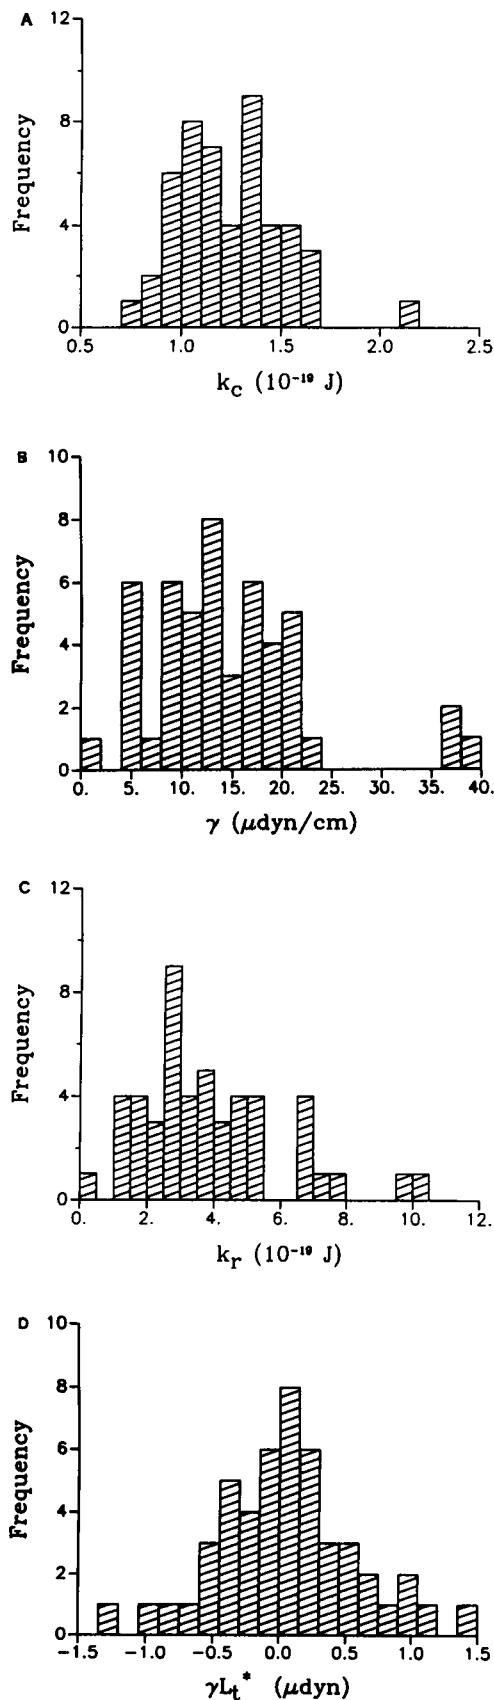 A
12
8
4
0
Frequency
0.5 1.0 1.5 2.0 2.5
k_c (10⁻¹⁹ J)
B
10
8
6
4
2
0
Frequency
0. 5. 10. 15. 20. 25. 30. 35. 40.
γ (μdyn/cm)
C
12
8
4
0
Frequency
0. 2. 4. 6. 8. 10. 12.
k_r (10⁻¹⁹ J)
D
10
8
6
4
2
0
Frequency
−1.5 −1.0 −0.5 0.0 0.5 1.0 1.5
γL_t* (μdyn)